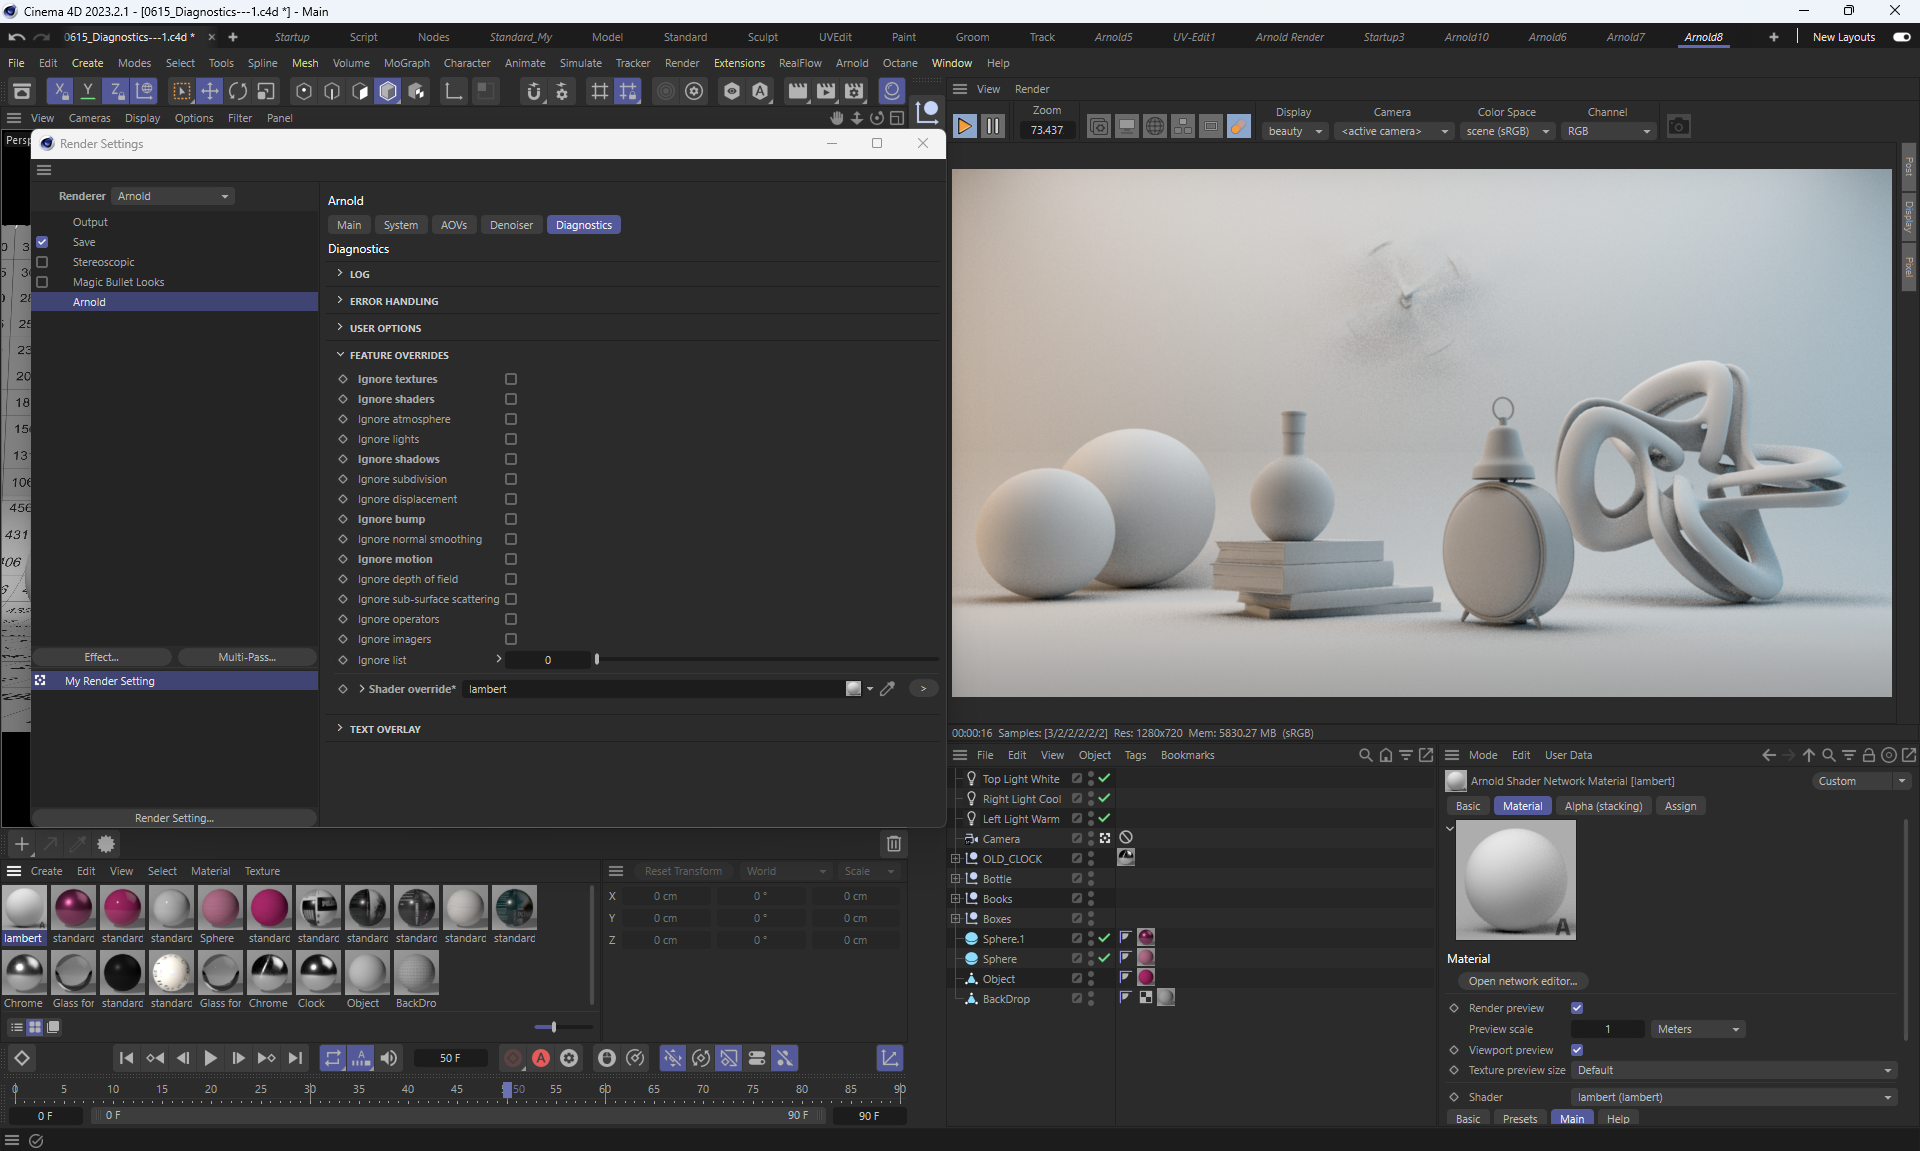 Cinema 4D 2023.2.1 - [0615_Diagnostics---1.c4d *] - Main
0615_Diagnostics---1.c4d *
Startup
Script
Nodes
Standard_My
Model
Standard
Sculpt
UVEdit
Paint
Groom
Track
Arnold5
UV-Edit1
Arnold Render
Startup3
Arnold10
Arnold6
Arnold7
Arnold8
New Layouts
File Edit Create Modes Select Tools Spline Mesh Volume MoGraph Character Animate Simulate Tracker Render Extensions RealFlow Arnold Octane Window Help
View Cameras Display Options Filter Panel
View Render
Zoom
73.437
Display
beauty
Camera
<active camera>
Color Space
scene (sRGB)
Channel
RGB
Post
Display
Pixel
Render Settings
Renderer Arnold
Output
Save
Stereoscopic
Magic Bullet Looks
Arnold
Effect...
Multi-Pass...
My Render Setting
Render Setting...
Arnold
Main System AOVs Denoiser Diagnostics
Diagnostics
LOG
ERROR HANDLING
USER OPTIONS
FEATURE OVERRIDES
Ignore textures
Ignore shaders
Ignore atmosphere
Ignore lights
Ignore shadows
Ignore subdivision
Ignore displacement
Ignore bump
Ignore normal smoothing
Ignore motion
Ignore depth of field
Ignore sub-surface scattering
Ignore operators
Ignore imagers
Ignore list 0
Shader override* lambert
TEXT OVERLAY
00:00:16 Samples: [3/2/2/2/2/2] Res: 1280x720 Mem: 5830.27 MB (sRGB)
File Edit View Object Tags Bookmarks
Top Light White
Right Light Cool
Left Light Warm
Camera
OLD_CLOCK
Bottle
Books
Boxes
Sphere.1
Sphere
Object
BackDrop
Mode Edit User Data
Arnold Shader Network Material [lambert]
Custom
Basic Material Alpha (stacking) Assign
Material
Open network editor...
Render preview
Preview scale 1 Meters
Viewport preview
Texture preview size Default
Shader lambert (lambert)
Basic Presets Main Help
Create Edit View Select Material Texture
lambert standard standard standard Sphere standard standard standard standard standard standard
Chrome Glass for standard standard Glass for Chrome Clock Object BackDro
Reset Transform World Scale
X 0 cm 0 ° 0 cm
Y 0 cm 0 ° 0 cm
Z 0 cm 0 ° 0 cm
50 F
0 5 10 15 20 25 30 35 40 45 50 55 60 65 70 75 80 85 90
0 F 0 F 90 F 90 F